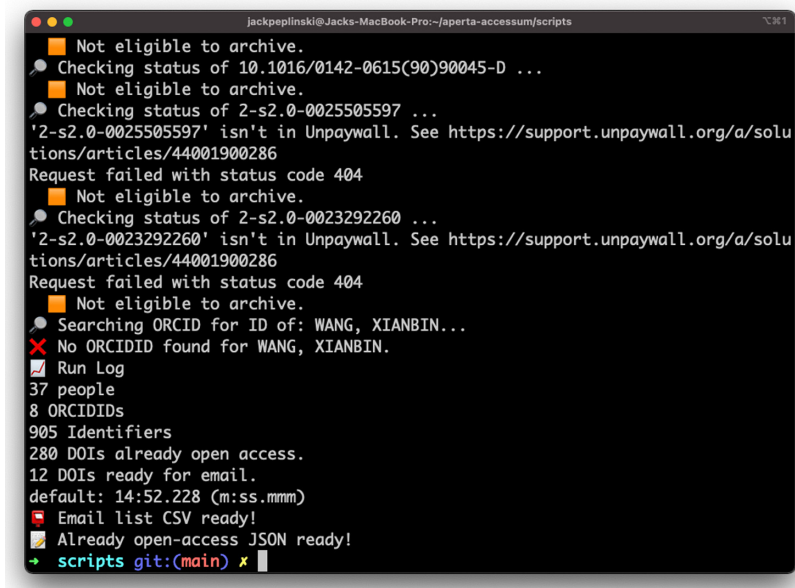 jackpeplinski@Jacks-MacBook-Pro:~/aperta-accessum/scripts
⌥⌘1
🟧 Not eligible to archive.
🔎 Checking status of 10.1016/0142-0615(90)90045-D ...
🟧 Not eligible to archive.
🔎 Checking status of 2-s2.0-0025505597 ...
'2-s2.0-0025505597' isn't in Unpaywall. See https://support.unpaywall.org/a/solu
tions/articles/44001900286
Request failed with status code 404
🟧 Not eligible to archive.
🔎 Checking status of 2-s2.0-0023292260 ...
'2-s2.0-0023292260' isn't in Unpaywall. See https://support.unpaywall.org/a/solu
tions/articles/44001900286
Request failed with status code 404
🟧 Not eligible to archive.
🔎 Searching ORCID for ID of: WANG, XIANBIN...
❌ No ORCIDID found for WANG, XIANBIN.
📈 Run Log
37 people
8 ORCIDIDs
905 Identifiers
280 DOIs already open access.
12 DOIs ready for email.
default: 14:52.228 (m:ss.mmm)
📮 Email list CSV ready!
📝 Already open-access JSON ready!
➜ scripts git:(main) ✗